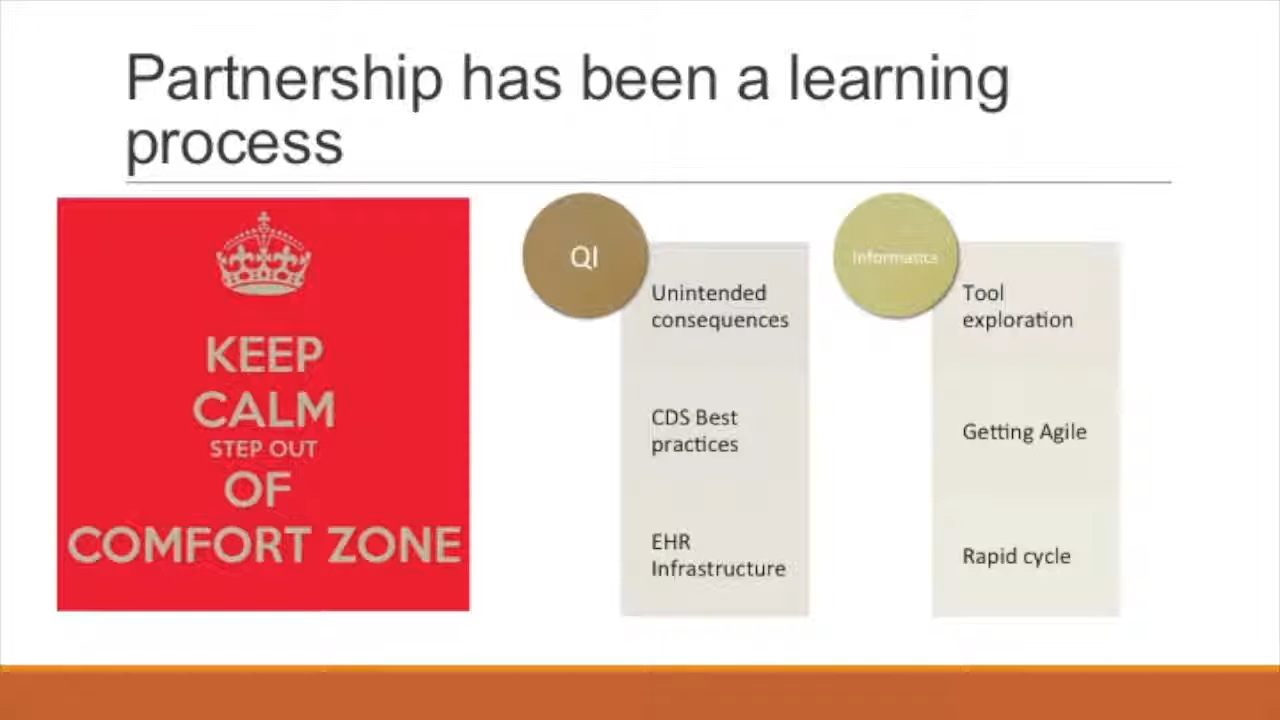 Partnership has been a learning
process
KEEP
CALM
STEP OUT
OF
COMFORT ZONE
QI
Unintended
consequences
CDS Best
practices
EHR
Infrastructure
Informatics
Tool
exploration
Getting Agile
Rapid cycle